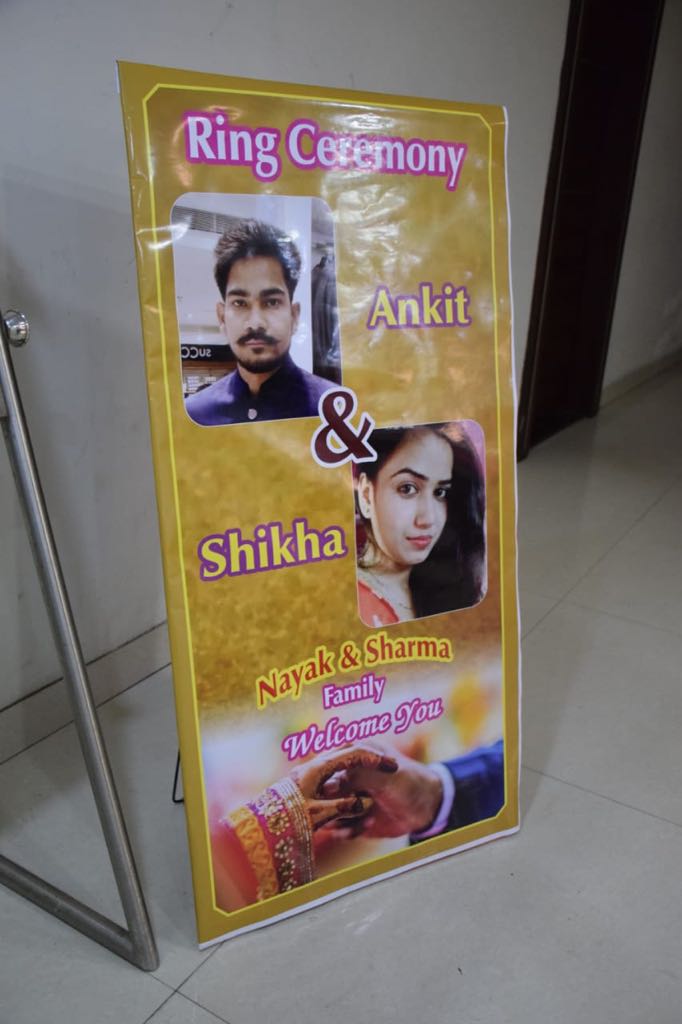 Ring Ceremony
Ankit
&
Shikha
Nayak & Sharma
Family
Welcome You